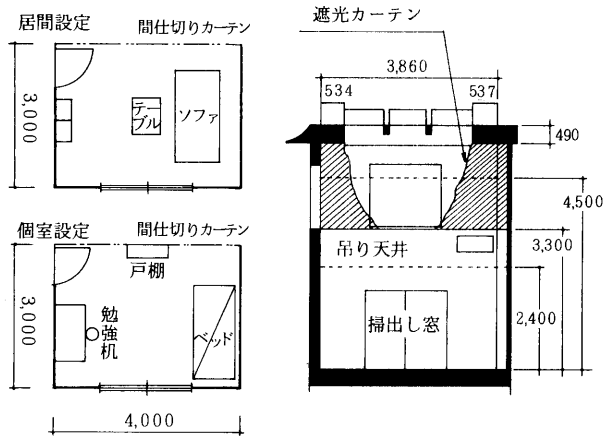 居間設定
間仕切りカーテン
3,000
テー
ブル
ソファ
個室設定
間仕切りカーテン
戸棚
3,000
勉強机
ベッド
4,000
遮光カーテン
3,860
534
537
490
4,500
3,300
吊り天井
2,400
掃出し窓